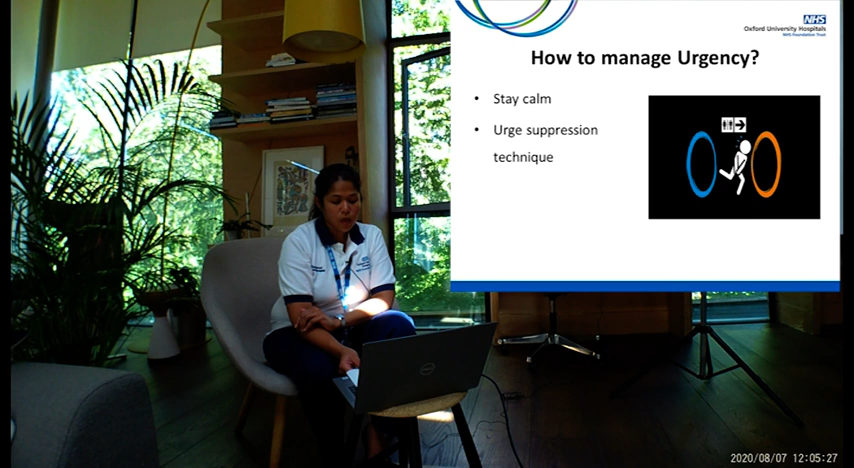 NHS
Oxford University Hospitals
NHS Foundation Trust
How to manage Urgency?
• Stay calm
• Urge suppression
technique
DELL
2020/08/07 12:05:27